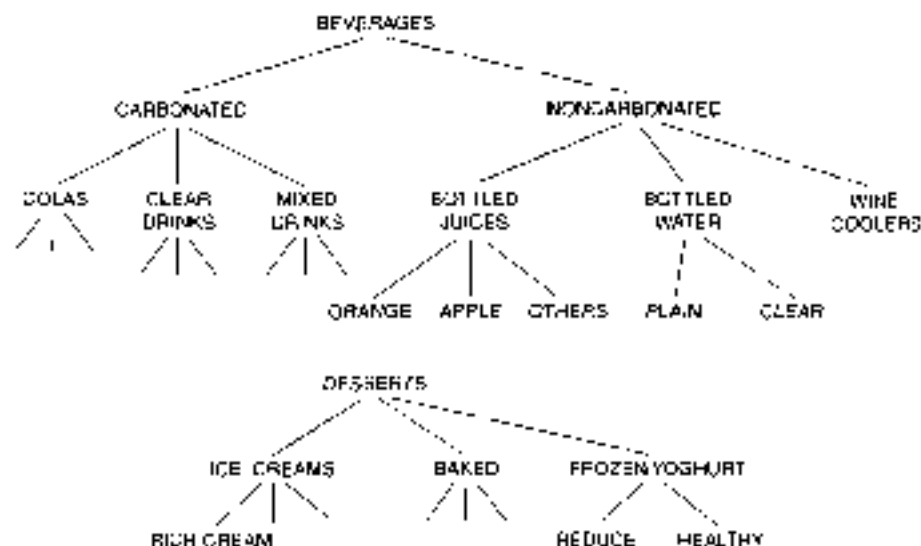 BEVERAGES
CARBONATED NONCARBONATED
COLAS CLEAR MIXED BOTTLED BOTTLED WINE
DRINKS DRINKS JUICES WATER COOLERS
ORANGE APPLE OTHERS PLAIN CLEAR
DESSERTS
ICE CREAMS BAKED FROZEN YOGHURT
RICH CREAM REDUCE HEALTHY